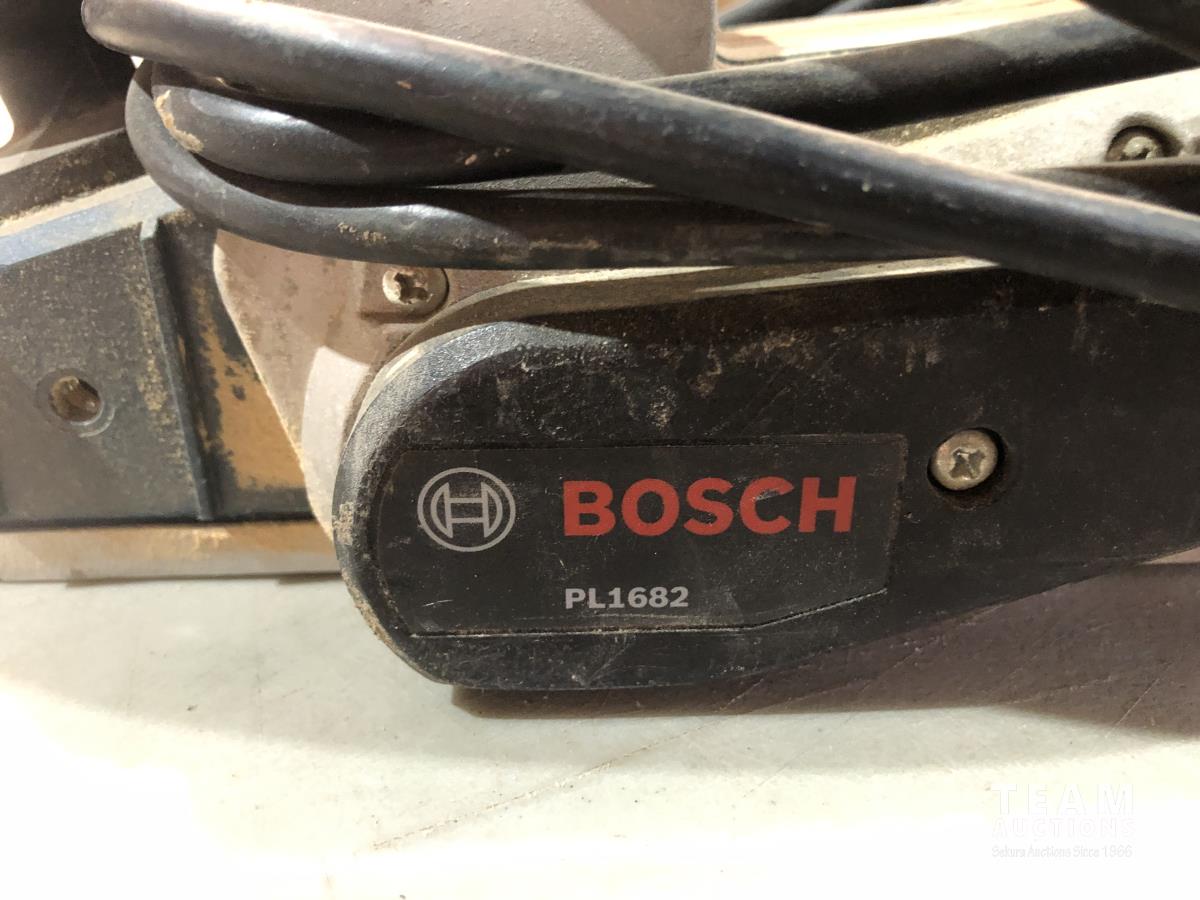 BOSCH
PL1682
TEAM
AUCTIONS
Sekura Auctions Since 1966